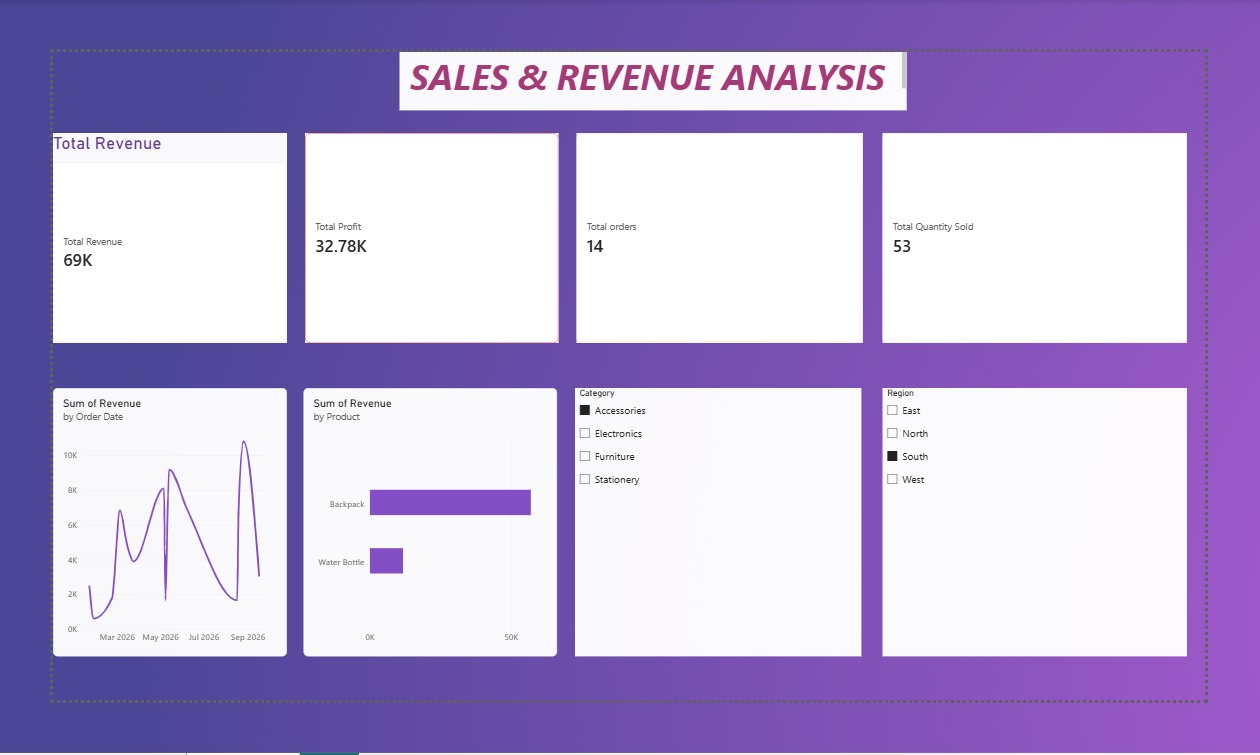 SALES & REVENUE ANALYSIS
Total Revenue
Total Revenue
69K
Total Profit
32.78K
Total orders
14
Total Quantity Sold
53
Sum of Revenue
by Order Date
10K
8K
6K
4K
2K
0K
Mar 2026 May 2026 Jul 2026 Sep 2026
Sum of Revenue
by Product
Backpack
Water Bottle
0K 50K
Category
Accessories
Electronics
Furniture
Stationery
Region
East
North
South
West